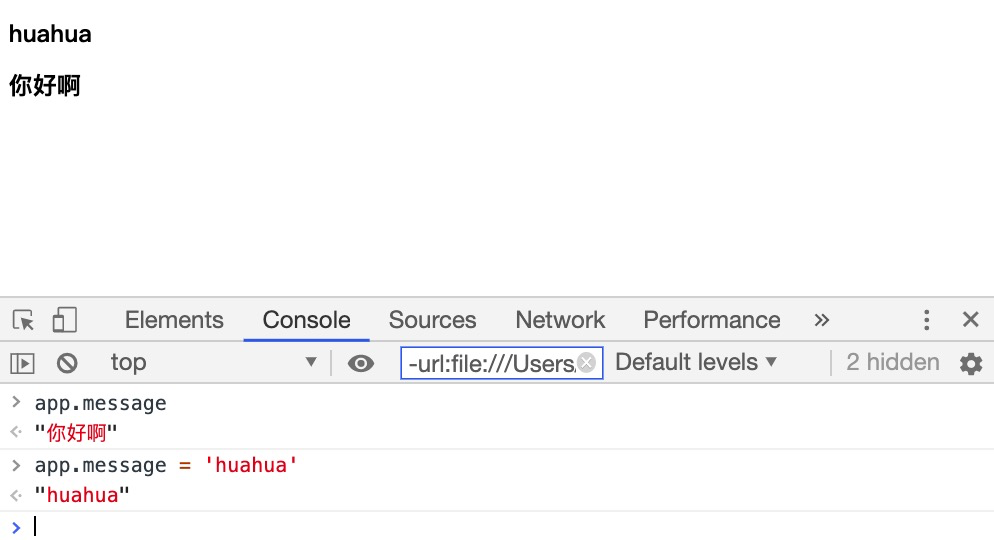 huahua
你好啊
Elements Console Sources Network Performance »
top ▼ -url:file:///Users/ Default levels ▼ 2 hidden
> app.message
<· "你好啊"
> app.message = 'huahua'
<· "huahua"
>